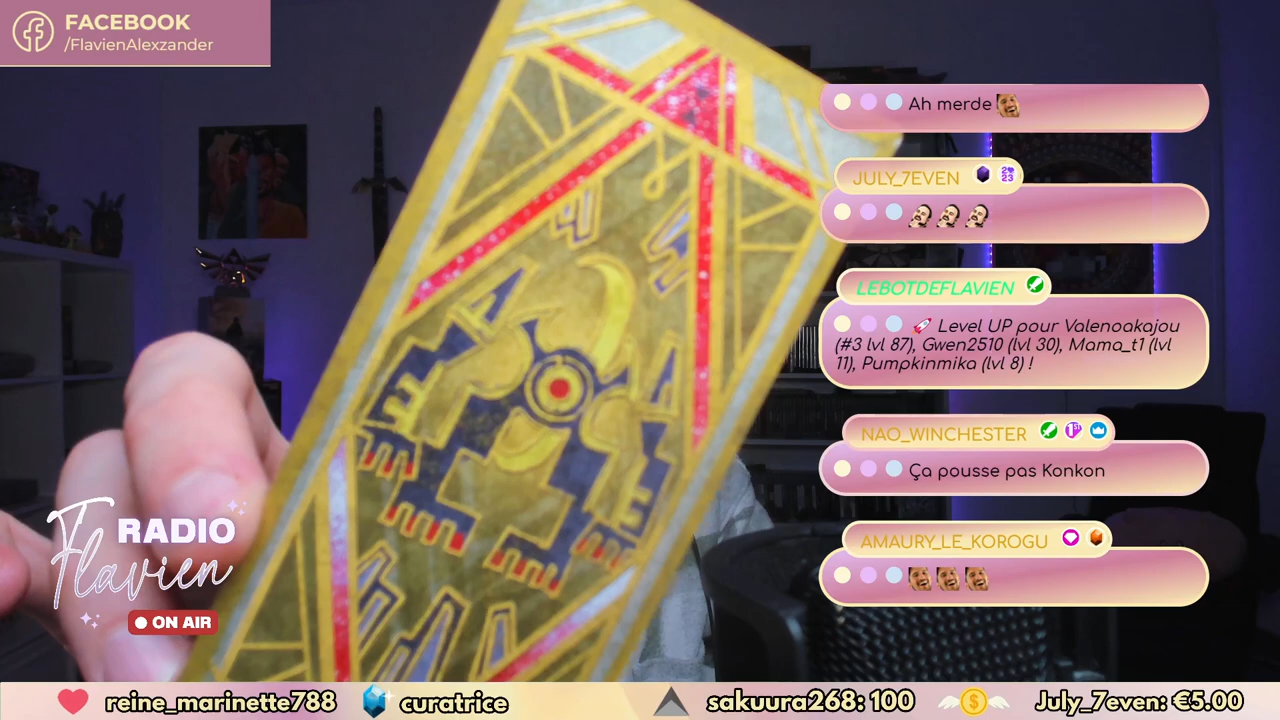 FACEBOOK
/FlavienAlexzander
Ah merde
JULY_7EVEN
23
LEBOTDEFLAVIEN
Level UP pour Valenoakajou
(#3 lvl 87), Gwen2510 (lvl 30), Mama_t1 (lvl
11), Pumpkinmika (lvl 8) !
NAO_WINCHESTER
Ça pousse pas Konkon
AMAURY_LE_KOROGU
RADIO
Flavien
ON AIR
reine_marinette788
curatrice
sakuura268: 100
$
July_7even: €5.00